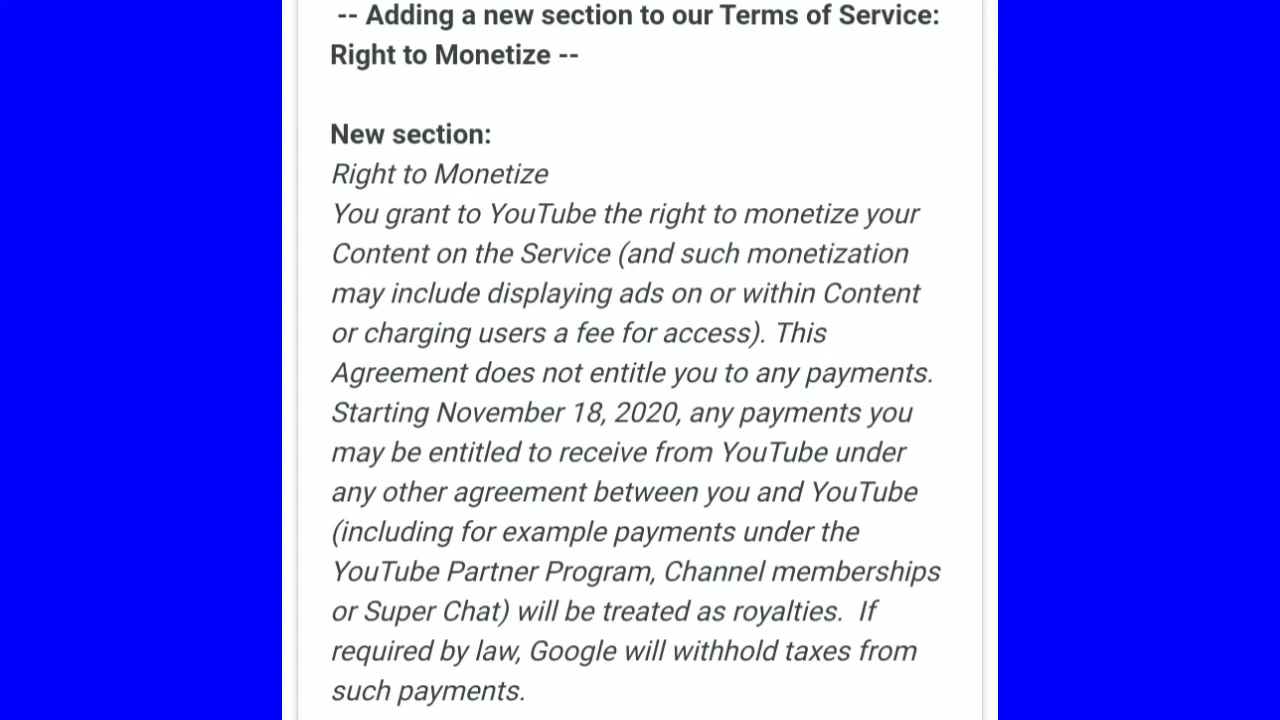 -- Adding a new section to our Terms of Service:
Right to Monetize --
New section:
Right to Monetize
You grant to YouTube the right to monetize your
Content on the Service (and such monetization
may include displaying ads on or within Content
or charging users a fee for access). This
Agreement does not entitle you to any payments.
Starting November 18, 2020, any payments you
may be entitled to receive from YouTube under
any other agreement between you and YouTube
(including for example payments under the
YouTube Partner Program, Channel memberships
or Super Chat) will be treated as royalties.  If
required by law, Google will withhold taxes from
such payments.